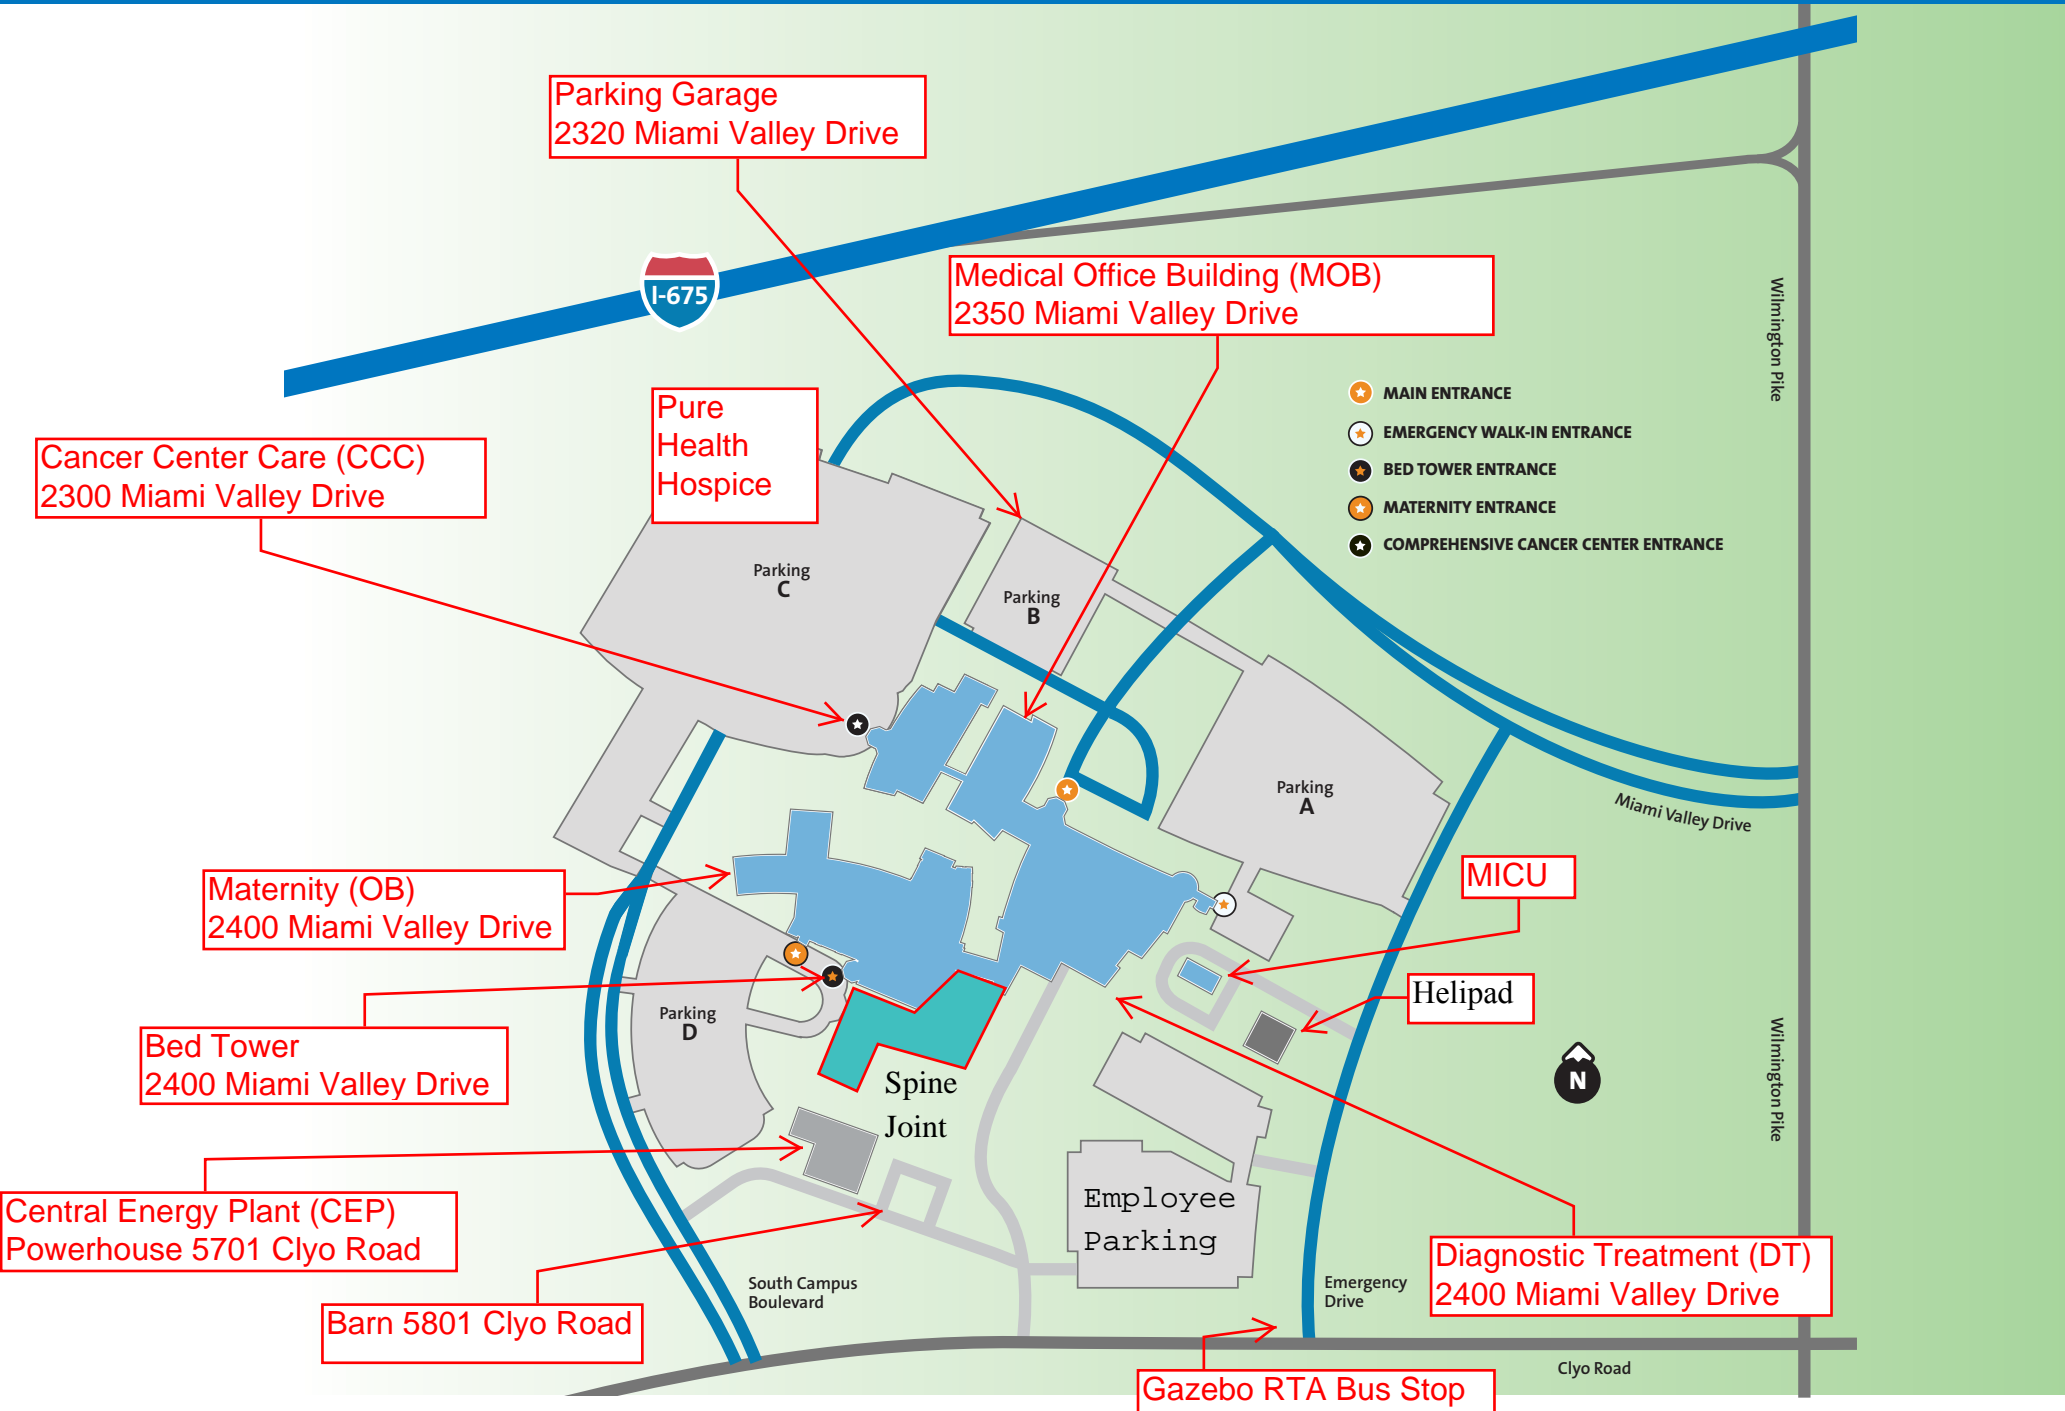 Parking Garage
2320 Miami Valley Drive
I-675
Medical Office Building (MOB)
2350 Miami Valley Drive
Wilmington Pike
MAIN ENTRANCE
EMERGENCY WALK-IN ENTRANCE
BED TOWER ENTRANCE
MATERNITY ENTRANCE
COMPREHENSIVE CANCER CENTER ENTRANCE
Pure
Health
Hospice
Cancer Center Care (CCC)
2300 Miami Valley Drive
Parking
C
Parking
B
Parking
A
Miami Valley Drive
MICU
Maternity (OB)
2400 Miami Valley Drive
Helipad
Parking
D
Bed Tower
2400 Miami Valley Drive
Spine
Joint
N
Wilmington Pike
Central Energy Plant (CEP)
Powerhouse 5701 Clyo Road
Employee
Parking
Diagnostic Treatment (DT)
2400 Miami Valley Drive
South Campus
Boulevard
Emergency
Drive
Barn 5801 Clyo Road
Clyo Road
Gazebo RTA Bus Stop